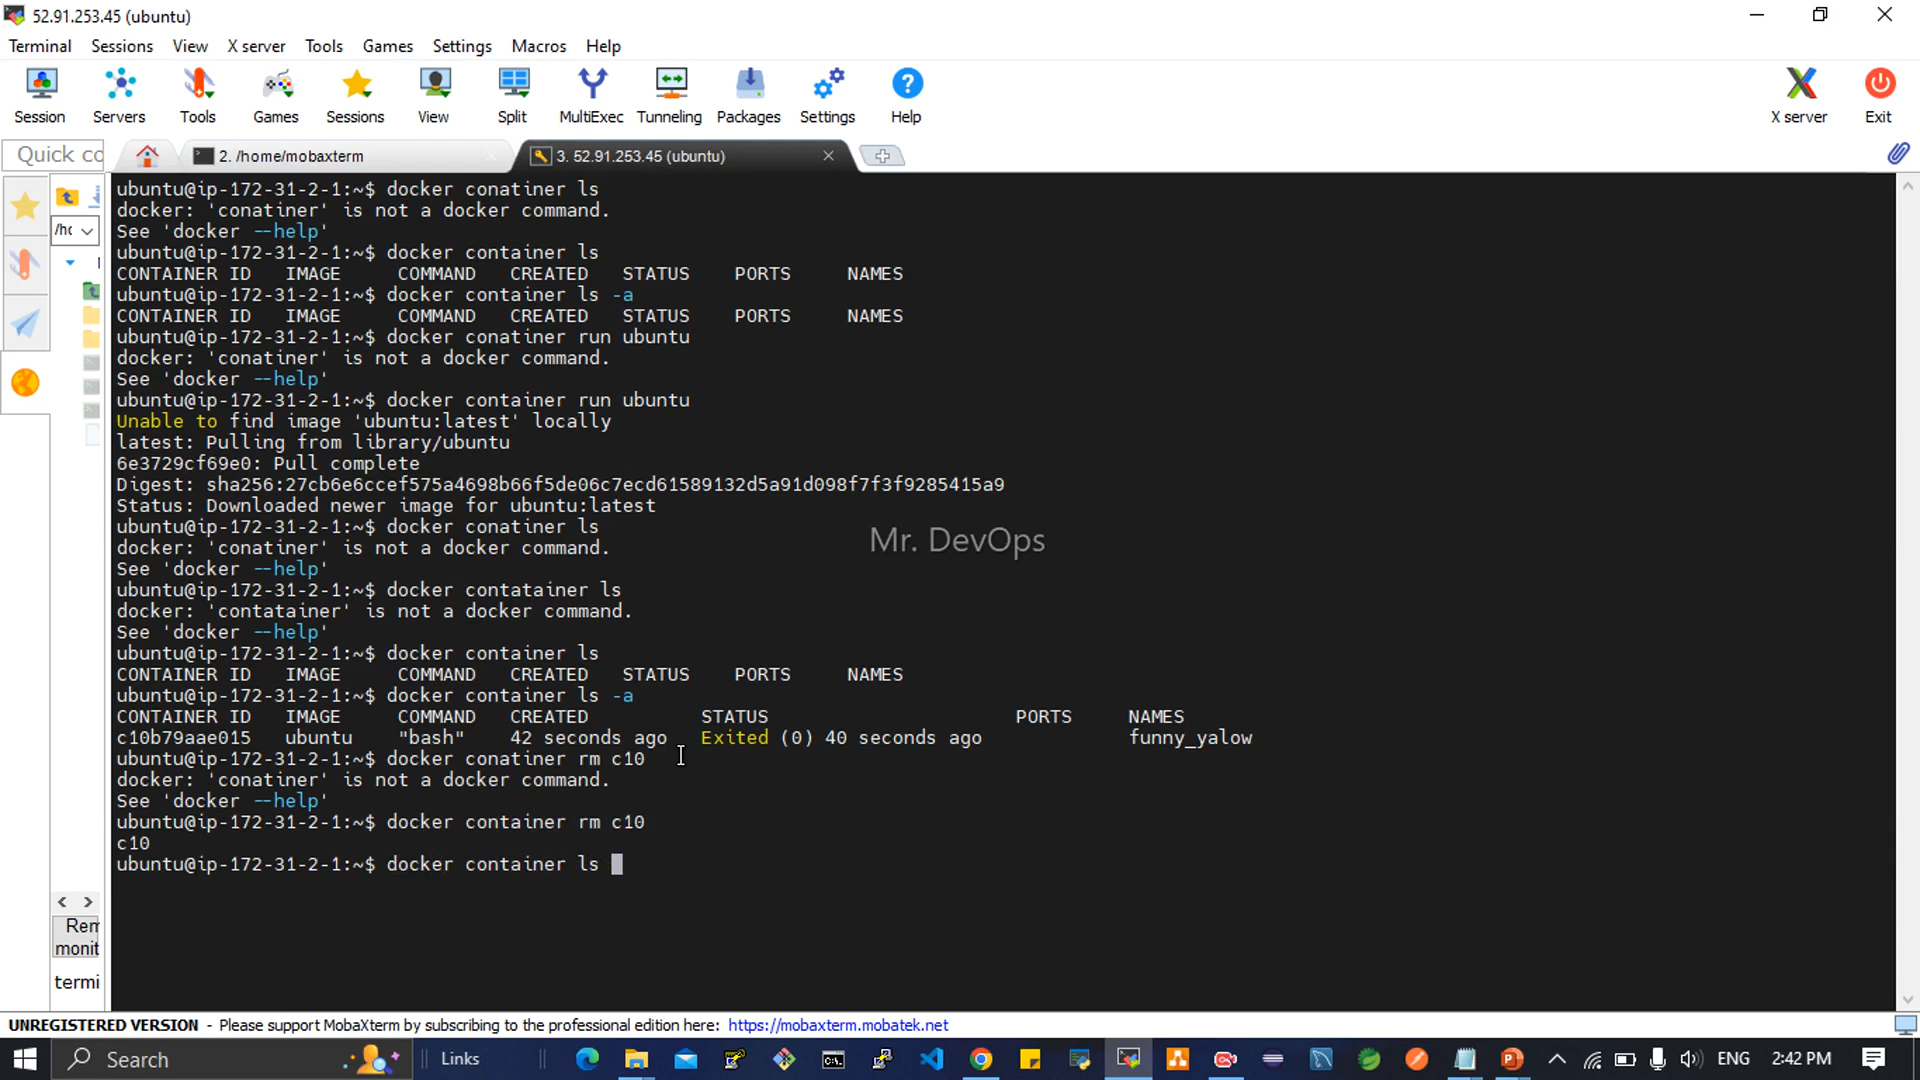 52.91.253.45 (ubuntu)
Terminal Sessions View X server Tools Games Settings Macros Help
Session Servers Tools Games Sessions View Split MultiExec Tunneling Packages Settings Help X server Exit
Quick co 2. /home/mobaxterm 3. 52.91.253.45 (ubuntu)
/hc
ubuntu@ip-172-31-2-1:~$ docker conatiner ls
docker: 'conatiner' is not a docker command.
See 'docker --help'
ubuntu@ip-172-31-2-1:~$ docker container ls
CONTAINER ID IMAGE COMMAND CREATED STATUS PORTS NAMES
ubuntu@ip-172-31-2-1:~$ docker container ls -a
CONTAINER ID IMAGE COMMAND CREATED STATUS PORTS NAMES
ubuntu@ip-172-31-2-1:~$ docker conatiner run ubuntu
docker: 'conatiner' is not a docker command.
See 'docker --help'
ubuntu@ip-172-31-2-1:~$ docker container run ubuntu
Unable to find image 'ubuntu:latest' locally
latest: Pulling from library/ubuntu
6e3729cf69e0: Pull complete
Digest: sha256:27cb6e6ccef575a4698b66f5de06c7ecd61589132d5a91d098f7f3f9285415a9
Status: Downloaded newer image for ubuntu:latest
ubuntu@ip-172-31-2-1:~$ docker conatiner ls
docker: 'conatiner' is not a docker command.
See 'docker --help'
ubuntu@ip-172-31-2-1:~$ docker contatainer ls
docker: 'contatainer' is not a docker command.
See 'docker --help'
ubuntu@ip-172-31-2-1:~$ docker container ls
CONTAINER ID IMAGE COMMAND CREATED STATUS PORTS NAMES
ubuntu@ip-172-31-2-1:~$ docker container ls -a
CONTAINER ID IMAGE COMMAND CREATED STATUS PORTS NAMES
c10b79aae015 ubuntu "bash" 42 seconds ago Exited (0) 40 seconds ago funny_yalow
ubuntu@ip-172-31-2-1:~$ docker conatiner rm c10
docker: 'conatiner' is not a docker command.
See 'docker --help'
ubuntu@ip-172-31-2-1:~$ docker container rm c10
c10
ubuntu@ip-172-31-2-1:~$ docker container ls
Mr. DevOps
Rem
monit
termi
UNREGISTERED VERSION - Please support MobaXterm by subscribing to the professional edition here: https://mobaxterm.mobatek.net
Search Links ENG 2:42 PM